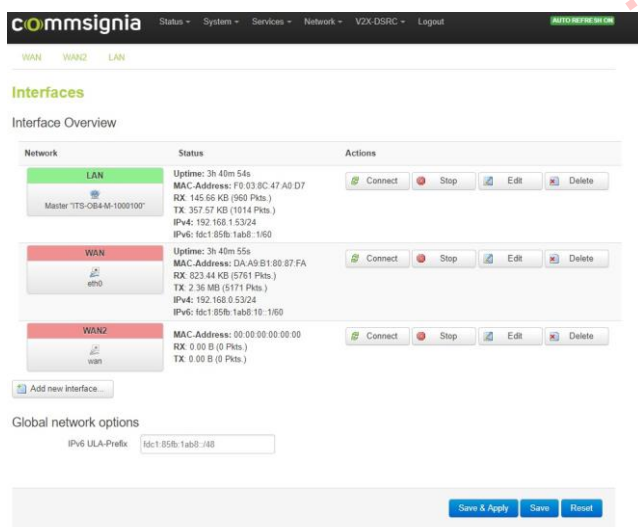 commsignia Status System Services Network V2X-DSRC Logout AUTO REFRESH ON
WAN WAN2 LAN
Interfaces
Interface Overview
Network Status Actions
LAN
Master "ITS-OB4-M-1000100"
Uptime: 3h 40m 54s
MAC-Address: F0:03:8C:47:A0:D7
RX: 145.66 KB (960 Pkts.)
TX: 357.57 KB (1014 Pkts.)
IPv4: 192.168.1.53/24
IPv6: fdc1:85fb:1ab8::1/60
Connect Stop Edit Delete
WAN
eth0
Uptime: 3h 40m 55s
MAC-Address: DA:A9:B1:80:87:FA
RX: 823.44 KB (5761 Pkts.)
TX: 2.36 MB (5171 Pkts.)
IPv4: 192.168.0.53/24
IPv6: fdc1:85fb:1ab8:10::1/60
Connect Stop Edit Delete
WAN2
wan
MAC-Address: 00:00:00:00:00:00
RX: 0.00 B (0 Pkts.)
TX: 0.00 B (0 Pkts.)
Connect Stop Edit Delete
Add new interface...
Global network options
IPv6 ULA-Prefix fdc1:85fb:1ab8::/48
Save & Apply Save Reset